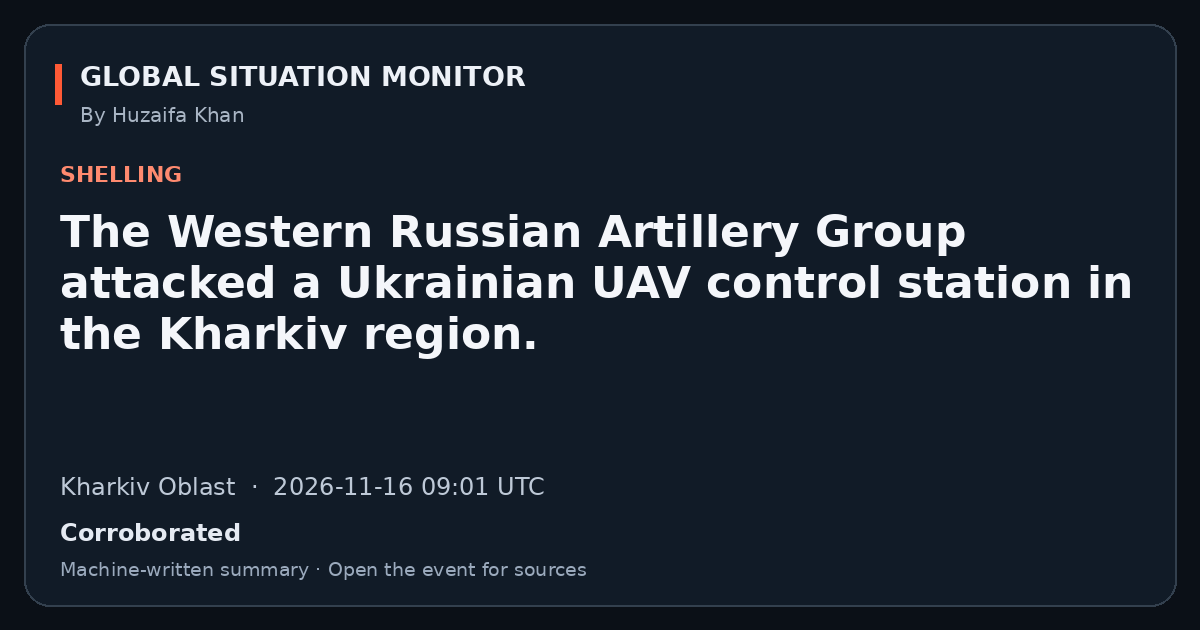 GLOBAL SITUATION MONITOR
By Huzaifa Khan
SHELLING
The Western Russian Artillery Group
attacked a Ukrainian UAV control station in
the Kharkiv region.
Kharkiv Oblast · 2026-11-16 09:01 UTC
Corroborated
Machine-written summary · Open the event for sources